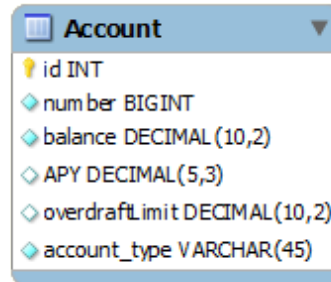 Account
id INT
number BIGINT
balance DECIMAL(10,2)
APY DECIMAL(5,3)
overdraftLimit DECIMAL(10,2)
account_type VARCHAR(45)